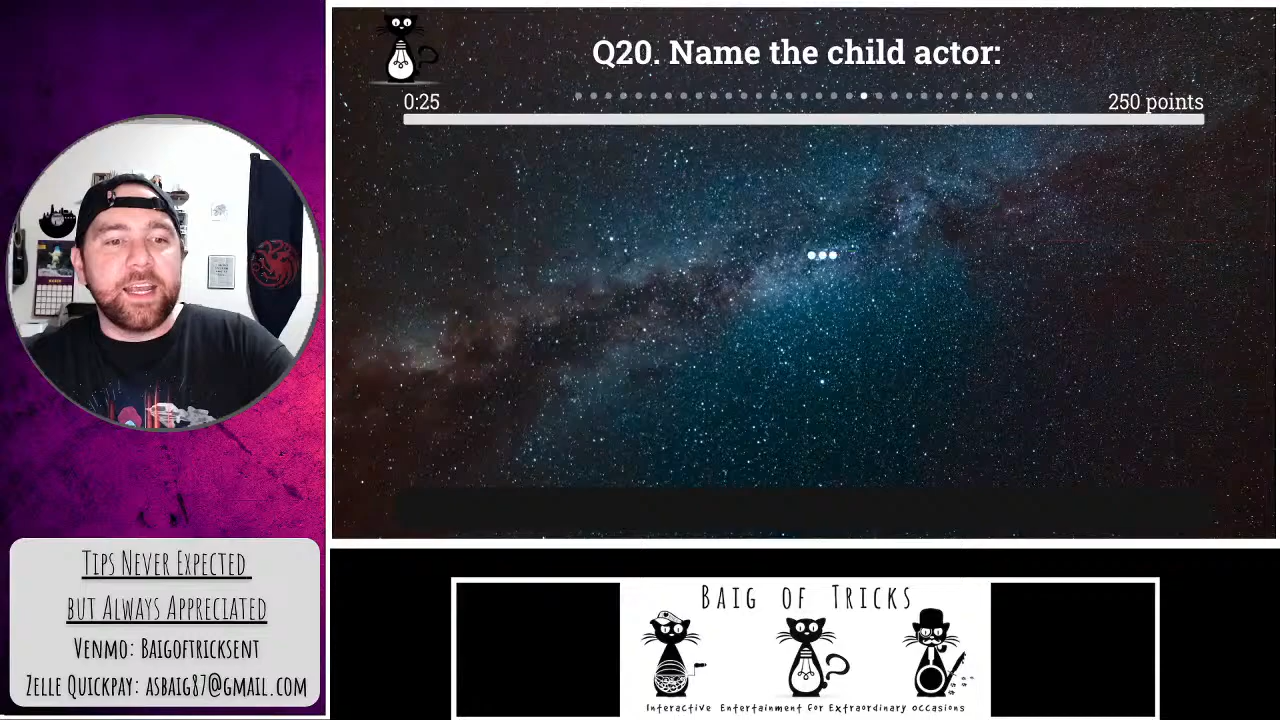 Q20. Name the child actor:
0:25
250 points
Tips Never Expected
but Always Appreciated
Venmo: Baigoftricksent
Zelle Quickpay: asbaig87@gmail.com
Baig of Tricks
Interactive Entertainment for Extraordinary Occasions